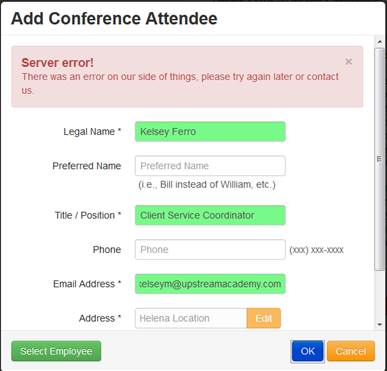 Add Conference Attendee
Server error!
×
There was an error on our side of things, please try again later or contact
us.
Legal Name * Kelsey Ferro
Preferred Name Preferred Name
(i.e., Bill instead of William, etc.)
Title / Position * Client Service Coordinator
Phone Phone (xxx) xxx-xxxx
Email Address * elseym@upstreamacademy.com
Address * Helena Location Edit
Select Employee OK Cancel